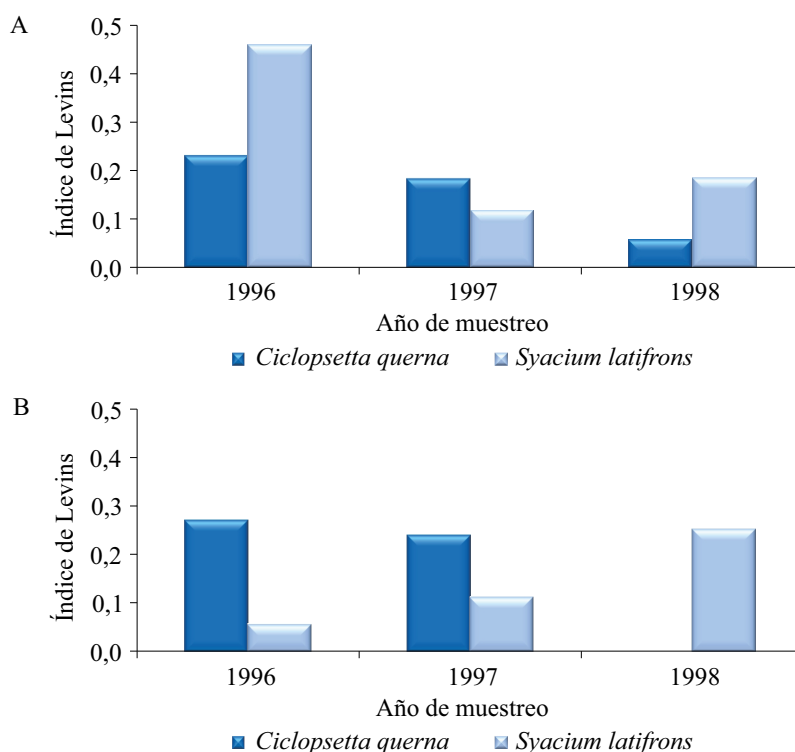 A
Índice de Levins
0,5
0,4
0,3
0,2
0,1
0,0
1996 1997 1998
Año de muestreo
Ciclopsetta querna Syacium latifrons
B
Índice de Levins
0,5
0,4
0,3
0,2
0,1
0,0
1996 1997 1998
Año de muestreo
Ciclopsetta querna Syacium latifrons